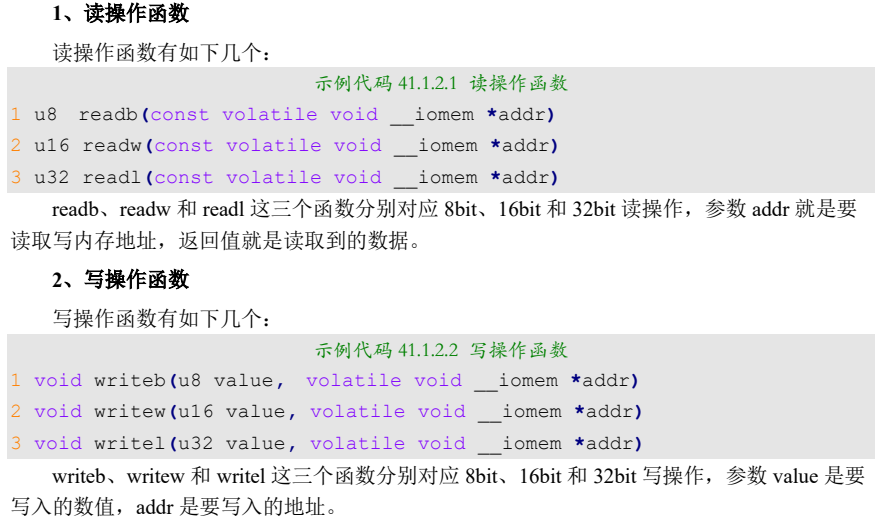 1、读操作函数
读操作函数有如下几个：
示例代码 41.1.2.1 读操作函数
1 u8  readb(const volatile void __iomem *addr)
2 u16 readw(const volatile void __iomem *addr)
3 u32 readl(const volatile void __iomem *addr)
readb、readw 和 readl 这三个函数分别对应 8bit、16bit 和 32bit 读操作，参数 addr 就是要
读取写内存地址，返回值就是读取到的数据。
2、写操作函数
写操作函数有如下几个：
示例代码 41.1.2.2 写操作函数
1 void writeb(u8 value, volatile void __iomem *addr)
2 void writew(u16 value, volatile void __iomem *addr)
3 void writel(u32 value, volatile void __iomem *addr)
writeb、writew 和 writel 这三个函数分别对应 8bit、16bit 和 32bit 写操作，参数 value 是要
写入的数值，addr 是要写入的地址。